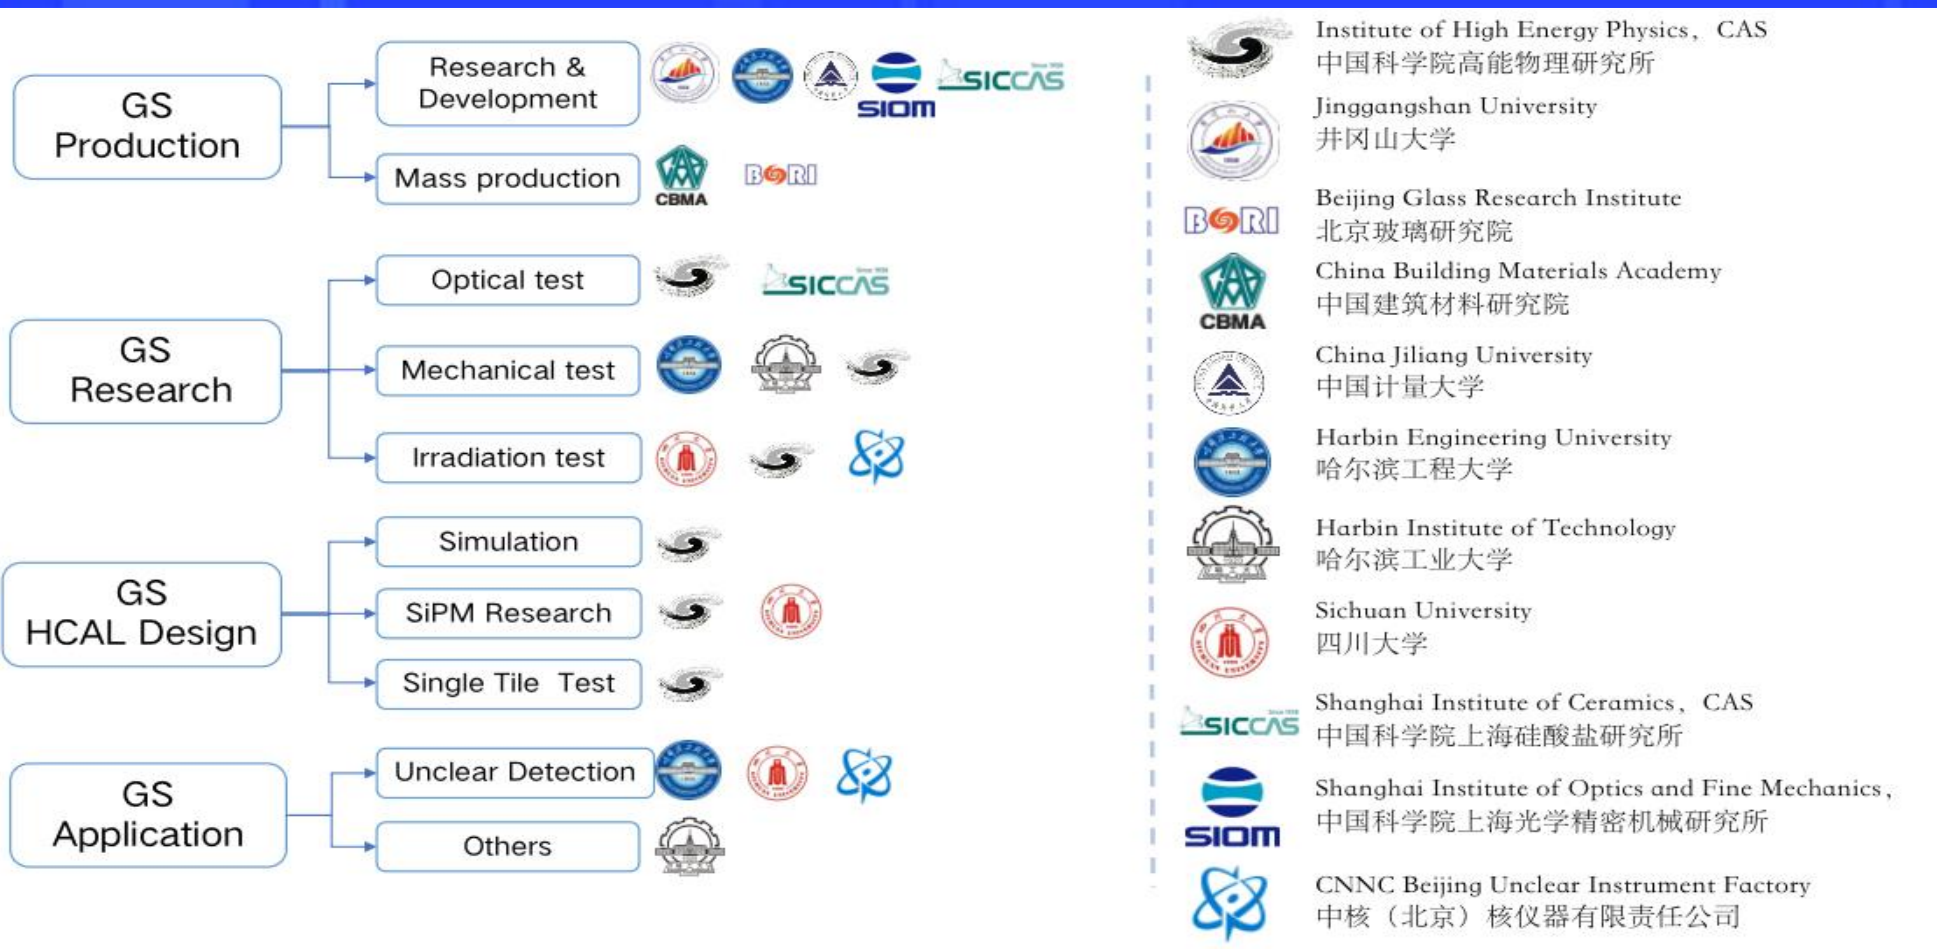 GS
Production
Research &
Development
SIOM
Since 1928
SICCAS
Mass production
CBMA
BGRI
GS
Research
Optical test
SICCAS
Mechanical test
Irradiation test
GS
HCAL Design
Simulation
SiPM Research
Single Tile Test
GS
Application
Unclear Detection
Others
Institute of High Energy Physics, CAS
中国科学院高能物理研究所
Jinggangshan University
井冈山大学
BGRI
Beijing Glass Research Institute
北京玻璃研究院
CBMA
China Building Materials Academy
中国建筑材料研究院
China Jiliang University
中国计量大学
Harbin Engineering University
哈尔滨工程大学
Harbin Institute of Technology
哈尔滨工业大学
Sichuan University
四川大学
SICCAS
Shanghai Institute of Ceramics, CAS
中国科学院上海硅酸盐研究所
SIOM
Shanghai Institute of Optics and Fine Mechanics,
中国科学院上海光学精密机械研究所
CNNC Beijing Unclear Instrument Factory
中核（北京）核仪器有限责任公司